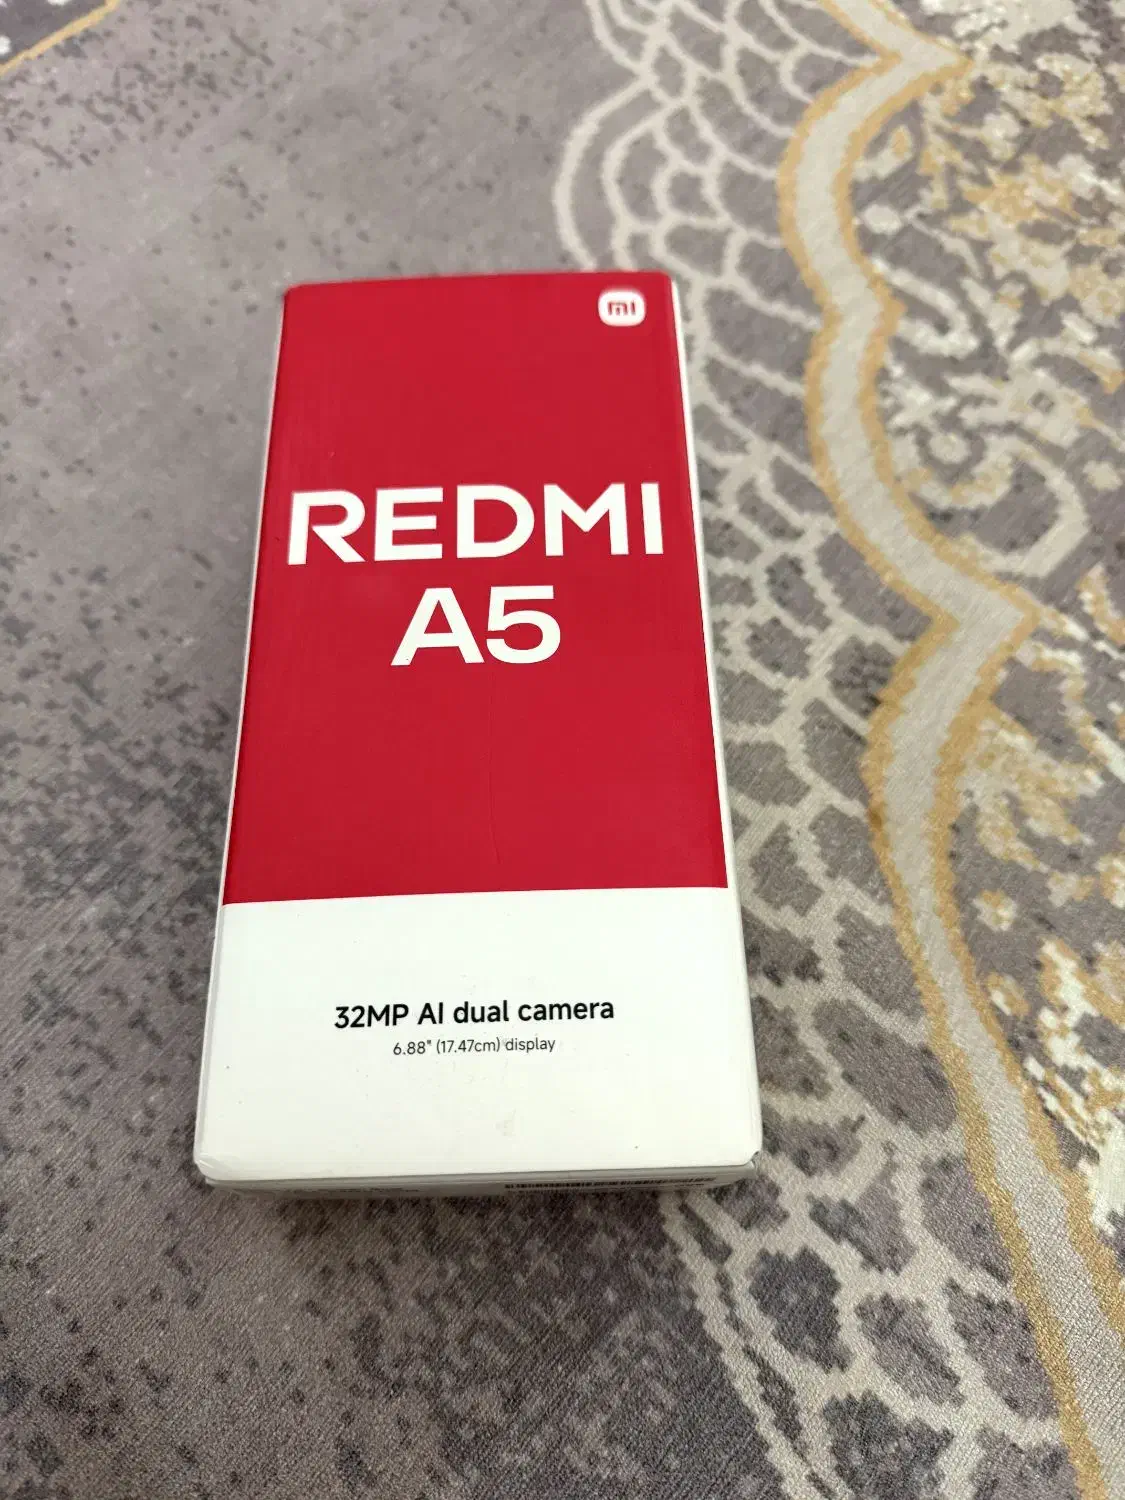 mi
REDMI
A5
32MP AI dual camera
6.88" (17.47cm) display